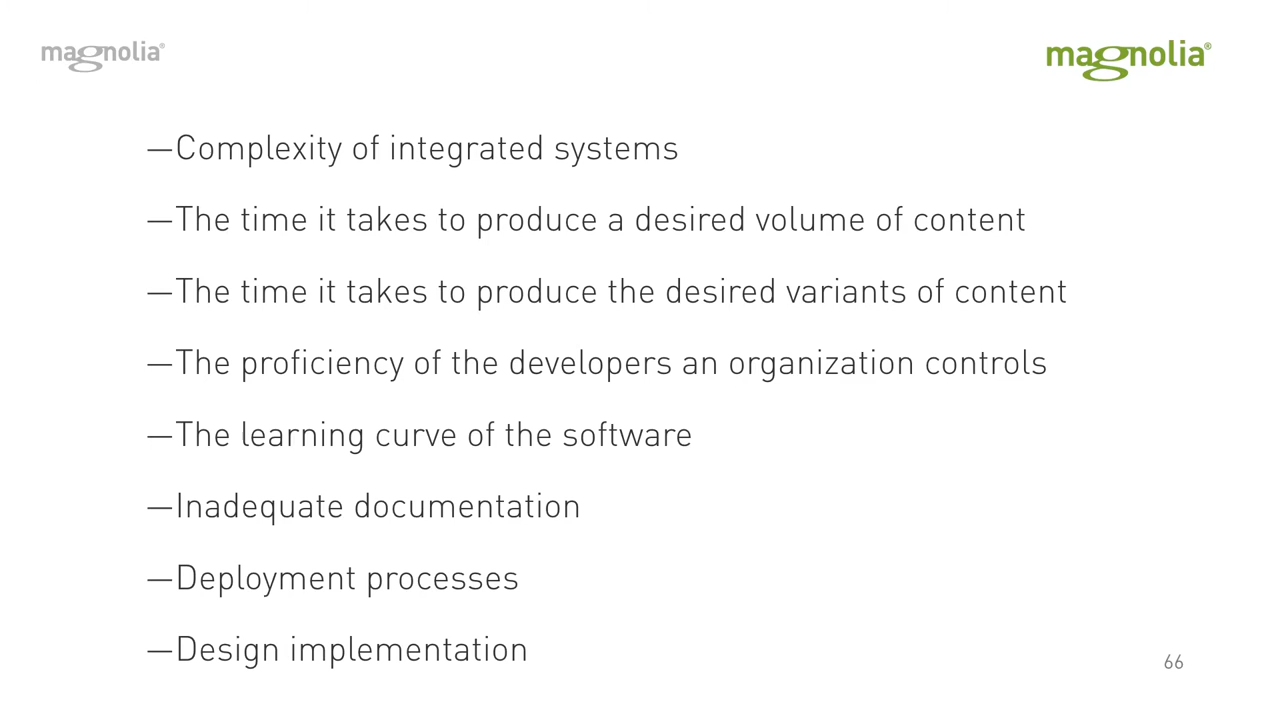 magnolia®
magnolia®
—Complexity of integrated systems
—The time it takes to produce a desired volume of content
—The time it takes to produce the desired variants of content
—The proficiency of the developers an organization controls
—The learning curve of the software
—Inadequate documentation
—Deployment processes
—Design implementation
66